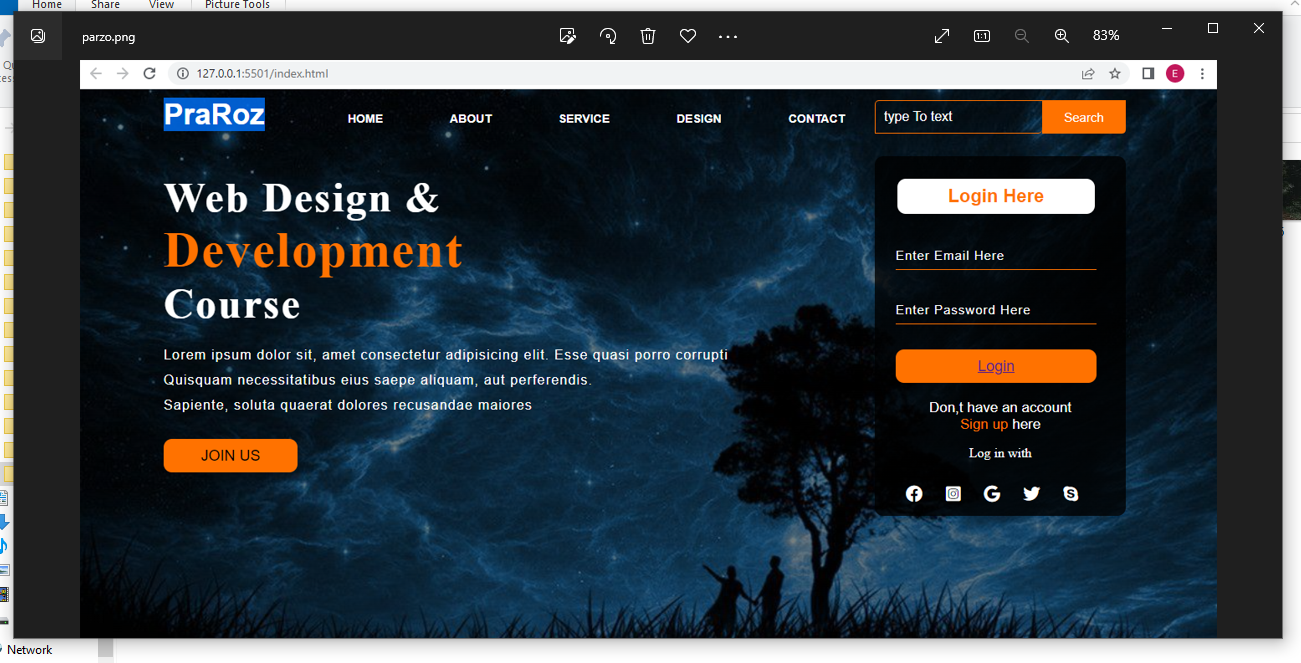 Home Share View Picture Tools
parzo.png
83%
127.0.0.1:5501/index.html
E
PraRoz
HOME ABOUT SERVICE DESIGN CONTACT
type To text
Search
Web Design &
Development
Course
Lorem ipsum dolor sit, amet consectetur adipisicing elit. Esse quasi porro corrupti
Quisquam necessitatibus eius saepe aliquam, aut perferendis.
Sapiente, soluta quaerat dolores recusandae maiores
JOIN US
Login Here
Enter Email Here
Enter Password Here
Login
Don,t have an account
Sign up here
Log in with
Network